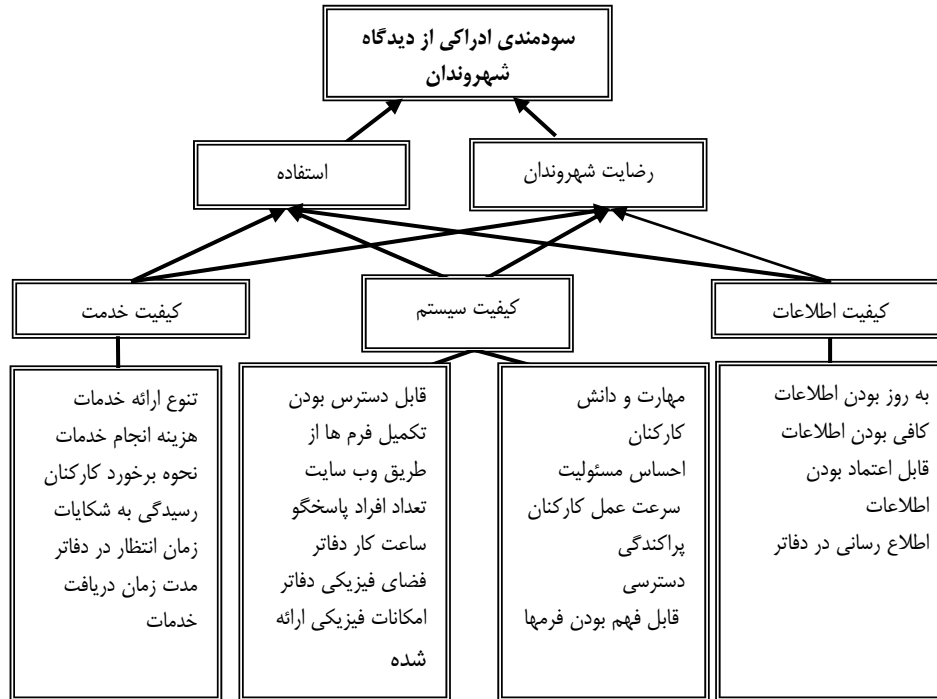 سودمندی ادراکی از دیدگاه
شهروندان
رضایت شهروندان
استفاده
کیفیت اطلاعات
کیفیت سیستم
کیفیت خدمت
به روز بودن اطلاعات
کافی بودن اطلاعات
قابل اعتماد بودن
اطلاعات
اطلاع رسانی در دفاتر
مهارت و دانش
کارکنان
احساس مسئولیت
سرعت عمل کارکنان
پراکندگی
دسترسی
قابل فهم بودن فرمها
قابل دسترس بودن
تکمیل فرم ها از
طریق وب سایت
تعداد افراد پاسخگو
ساعت کار دفاتر
فضای فیزیکی دفاتر
امکانات فیزیکی ارائه
شده
تنوع ارائه خدمات
هزینه انجام خدمات
نحوه برخورد کارکنان
رسیدگی به شکایات
زمان انتظار در دفاتر
مدت زمان دریافت
خدمات